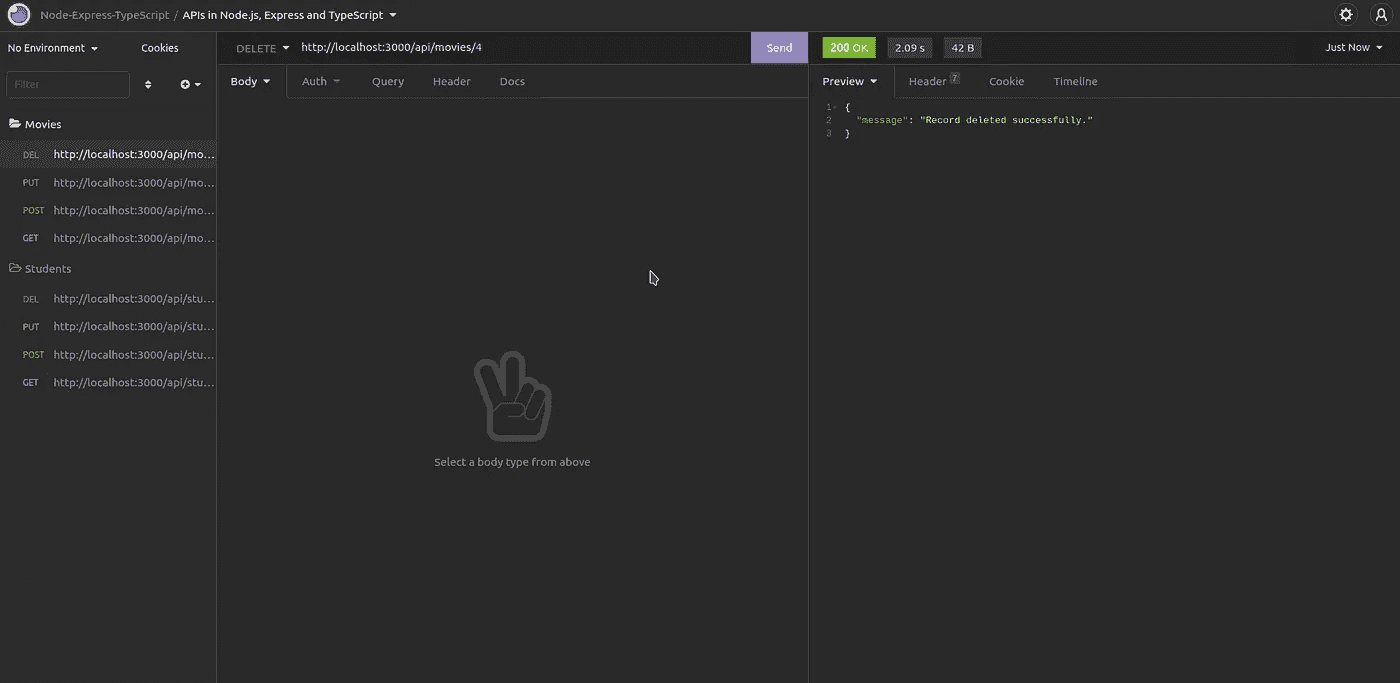 Node-Express-TypeScript / APIs in Node.js, Express and TypeScript
No Environment
Cookies
Filter
Movies
DEL http://localhost:3000/api/mo...
PUT http://localhost:3000/api/mo...
POST http://localhost:3000/api/mo...
GET http://localhost:3000/api/mo...
Students
DEL http://localhost:3000/api/stu...
PUT http://localhost:3000/api/stu...
POST http://localhost:3000/api/stu...
GET http://localhost:3000/api/stu...
DELETE http://localhost:3000/api/movies/4 Send
Body Auth Query Header Docs
Select a body type from above
200 OK 2.09 s 42 B Just Now
Preview Header 7 Cookie Timeline
1 {
2 "message": "Record deleted successfully."
3 }